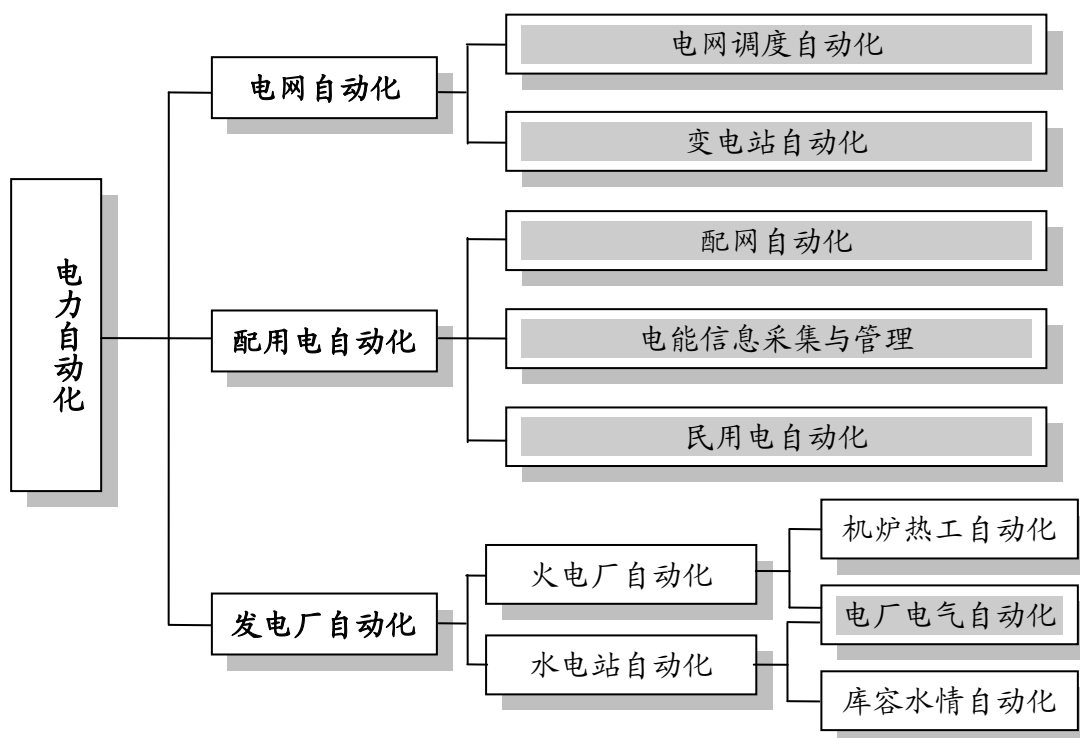 电力自动化
电网自动化
电网调度自动化
变电站自动化
配用电自动化
配网自动化
电能信息采集与管理
民用电自动化
发电厂自动化
火电厂自动化
机炉热工自动化
电厂电气自动化
水电站自动化
库容水情自动化